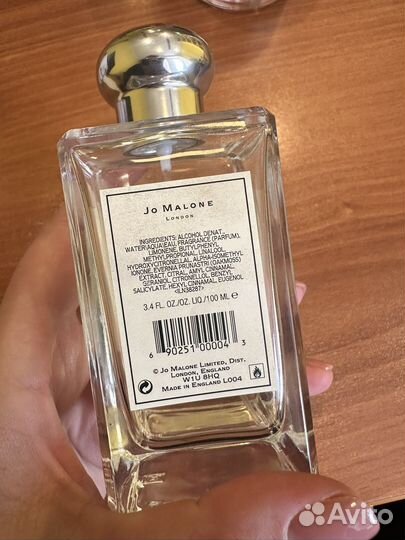 Jo Malone
London
INGREDIENTS: ALCOHOL DENAT.,
WATER\AQUA\EAU, FRAGRANCE (PARFUM),
LIMONENE, BUTYLPHENYL
METHYLPROPIONAL, LINALOOL,
HYDROXYCITRONELLAL, ALPHA-ISOMETHYL
IONONE, EVERNIA PRUNASTRI (OAKMOSS)
EXTRACT, CITRAL, AMYL CINNAMAL,
GERANIOL, CITRONELLOL, BENZYL
SALICYLATE, HEXYL CINNAMAL, EUGENOL
<ILN38287>
3.4 FL. OZ./OZ. LIQ./100 ML ℮
6 90251 00004 3
© Jo Malone Limited, Dist.
London, England
W1U 8HQ
Made in England L004
Avito